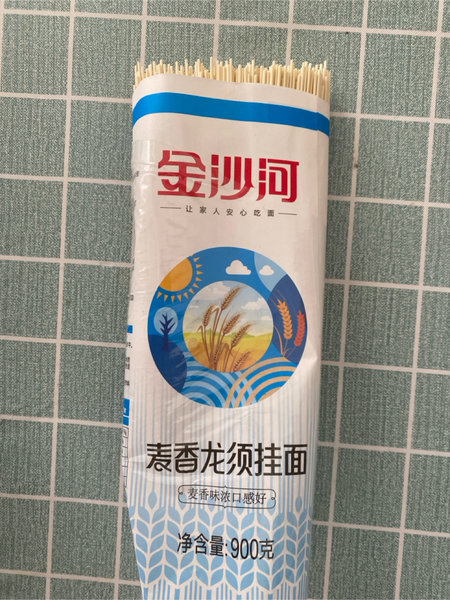 金沙河
让家人安心吃面
麦香龙须挂面
麦香味浓口感好
净含量:900克